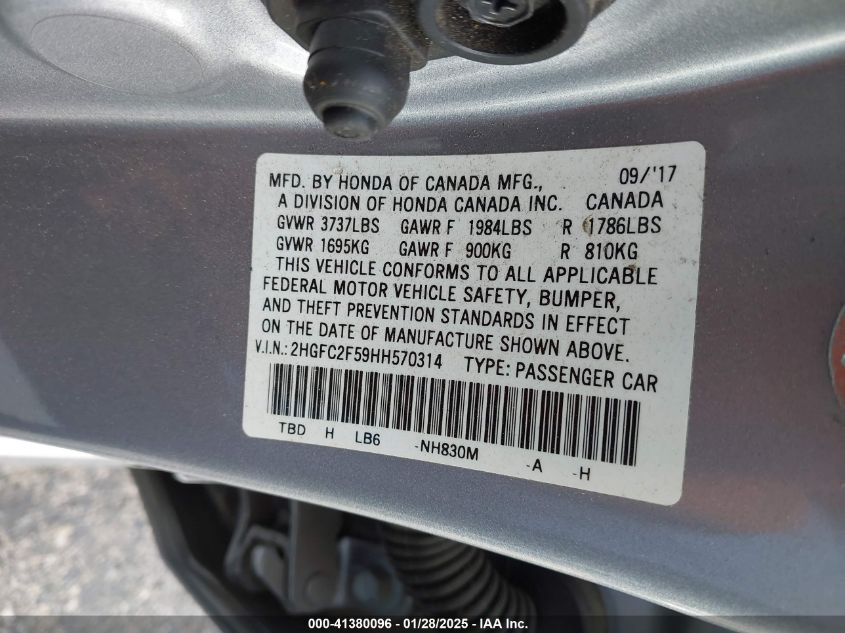 MFD. BY HONDA OF CANADA MFG., 09/'17
A DIVISION OF HONDA CANADA INC. CANADA
GVWR 3737LBS GAWR F 1984LBS R 1786LBS
GVWR 1695KG GAWR F 900KG R 810KG
THIS VEHICLE CONFORMS TO ALL APPLICABLE
FEDERAL MOTOR VEHICLE SAFETY, BUMPER,
AND THEFT PREVENTION STANDARDS IN EFFECT
ON THE DATE OF MANUFACTURE SHOWN ABOVE.
V.I.N.: 2HGFC2F59HH570314 TYPE: PASSENGER CAR
TBD H LB6 -NH830M -A -H
000-41380096 / 01/28/2025 - IAA Inc.